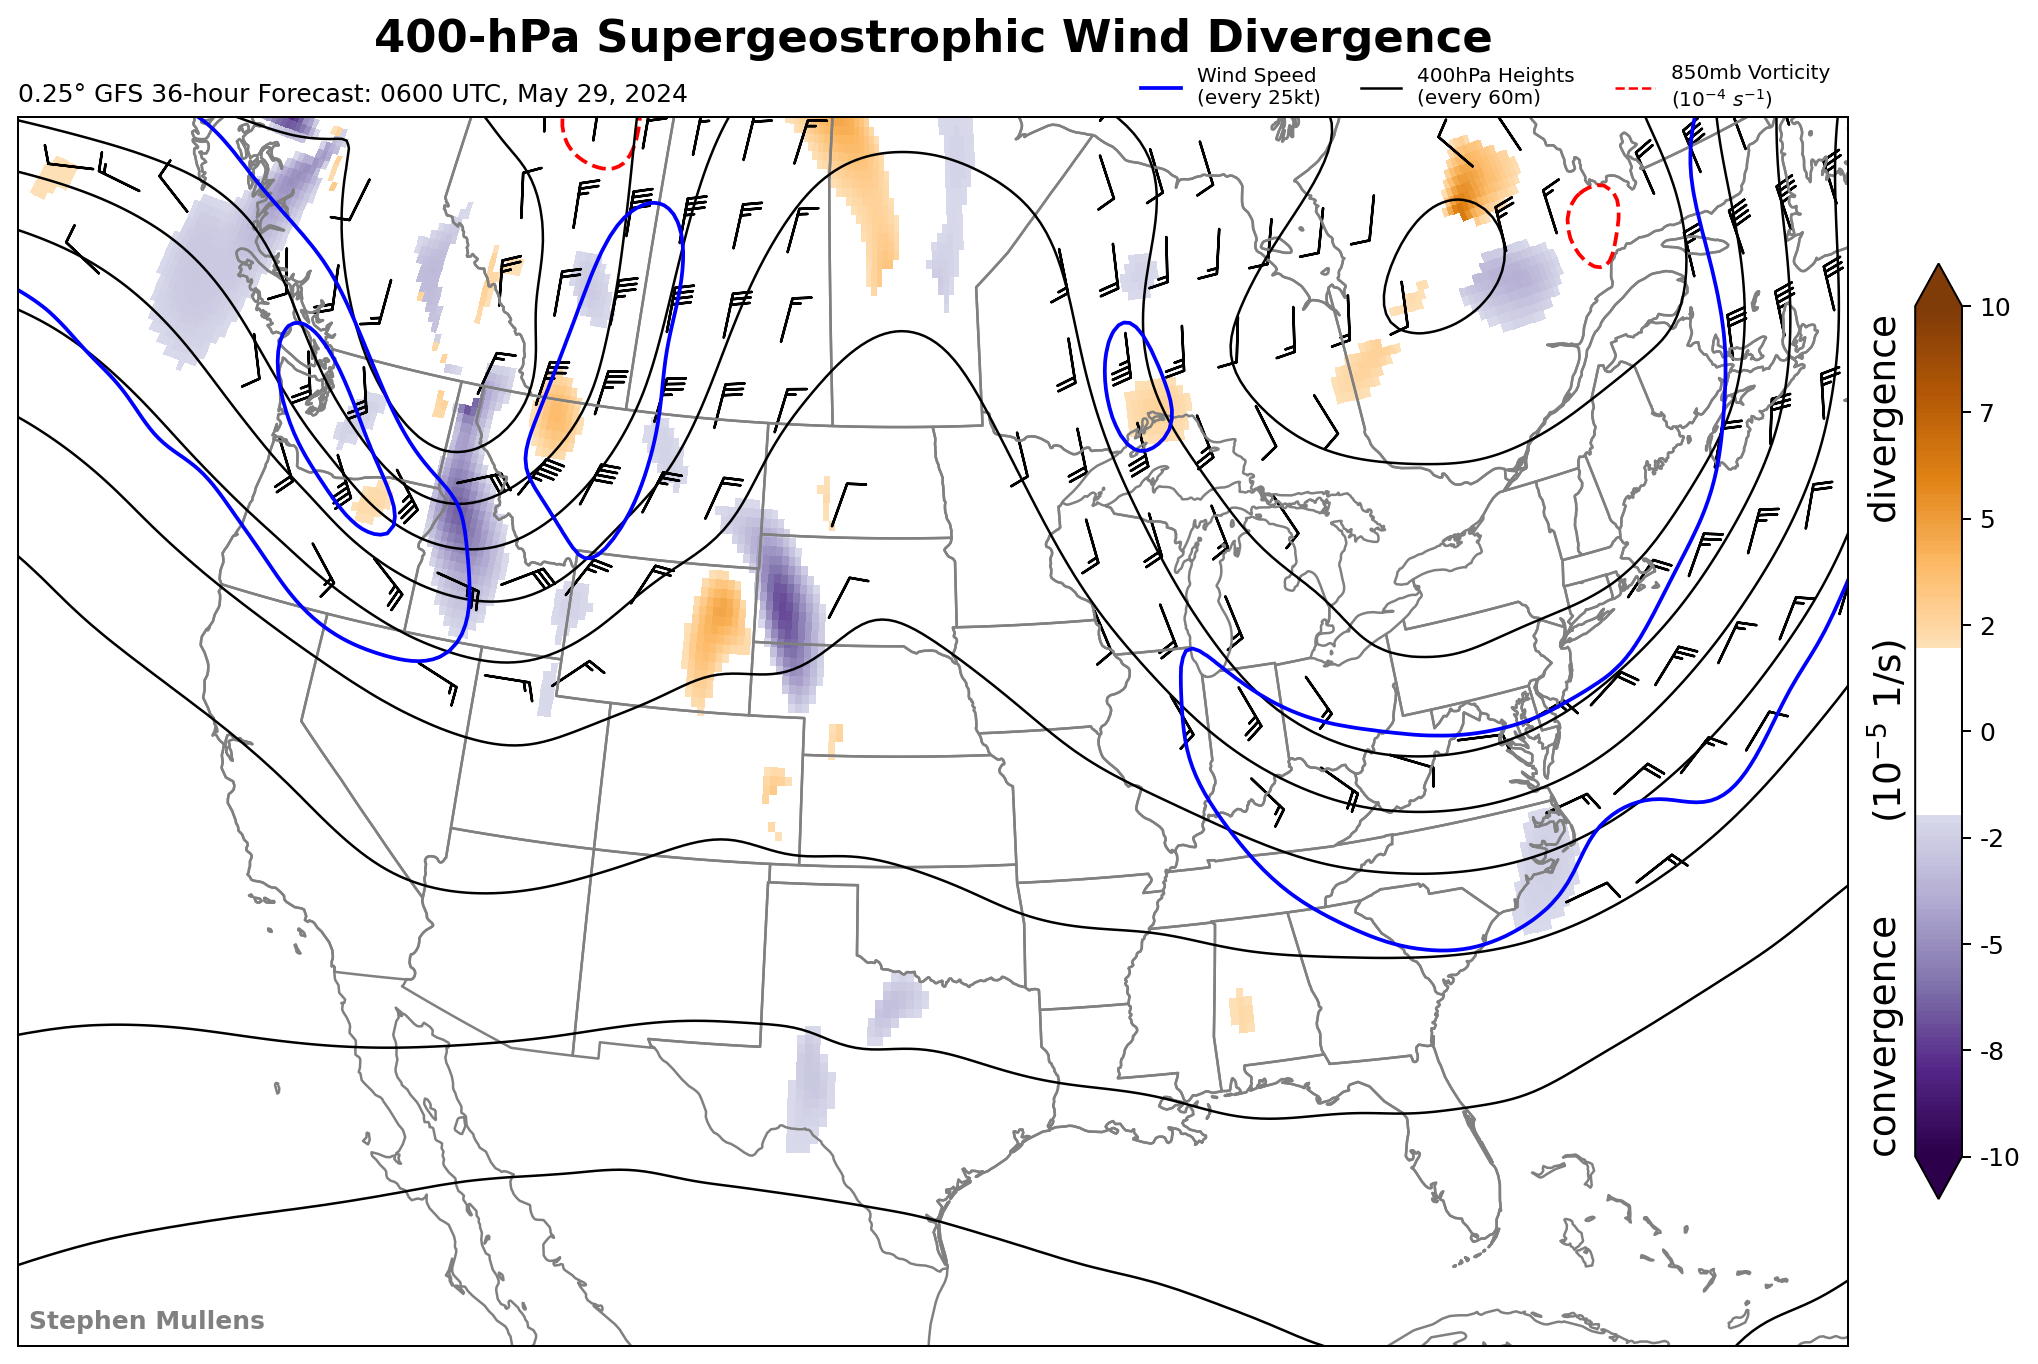 400-hPa Supergeostrophic Wind Divergence
0.25° GFS 36-hour Forecast: 0600 UTC, May 29, 2024
Wind Speed
(every 25kt)
400hPa Heights
(every 60m)
850mb Vorticity
(10⁻⁴ s⁻¹)
10
7
5
2
0
-2
-5
-8
-10
convergence (10⁻⁵ 1/s) divergence
Stephen Mullens